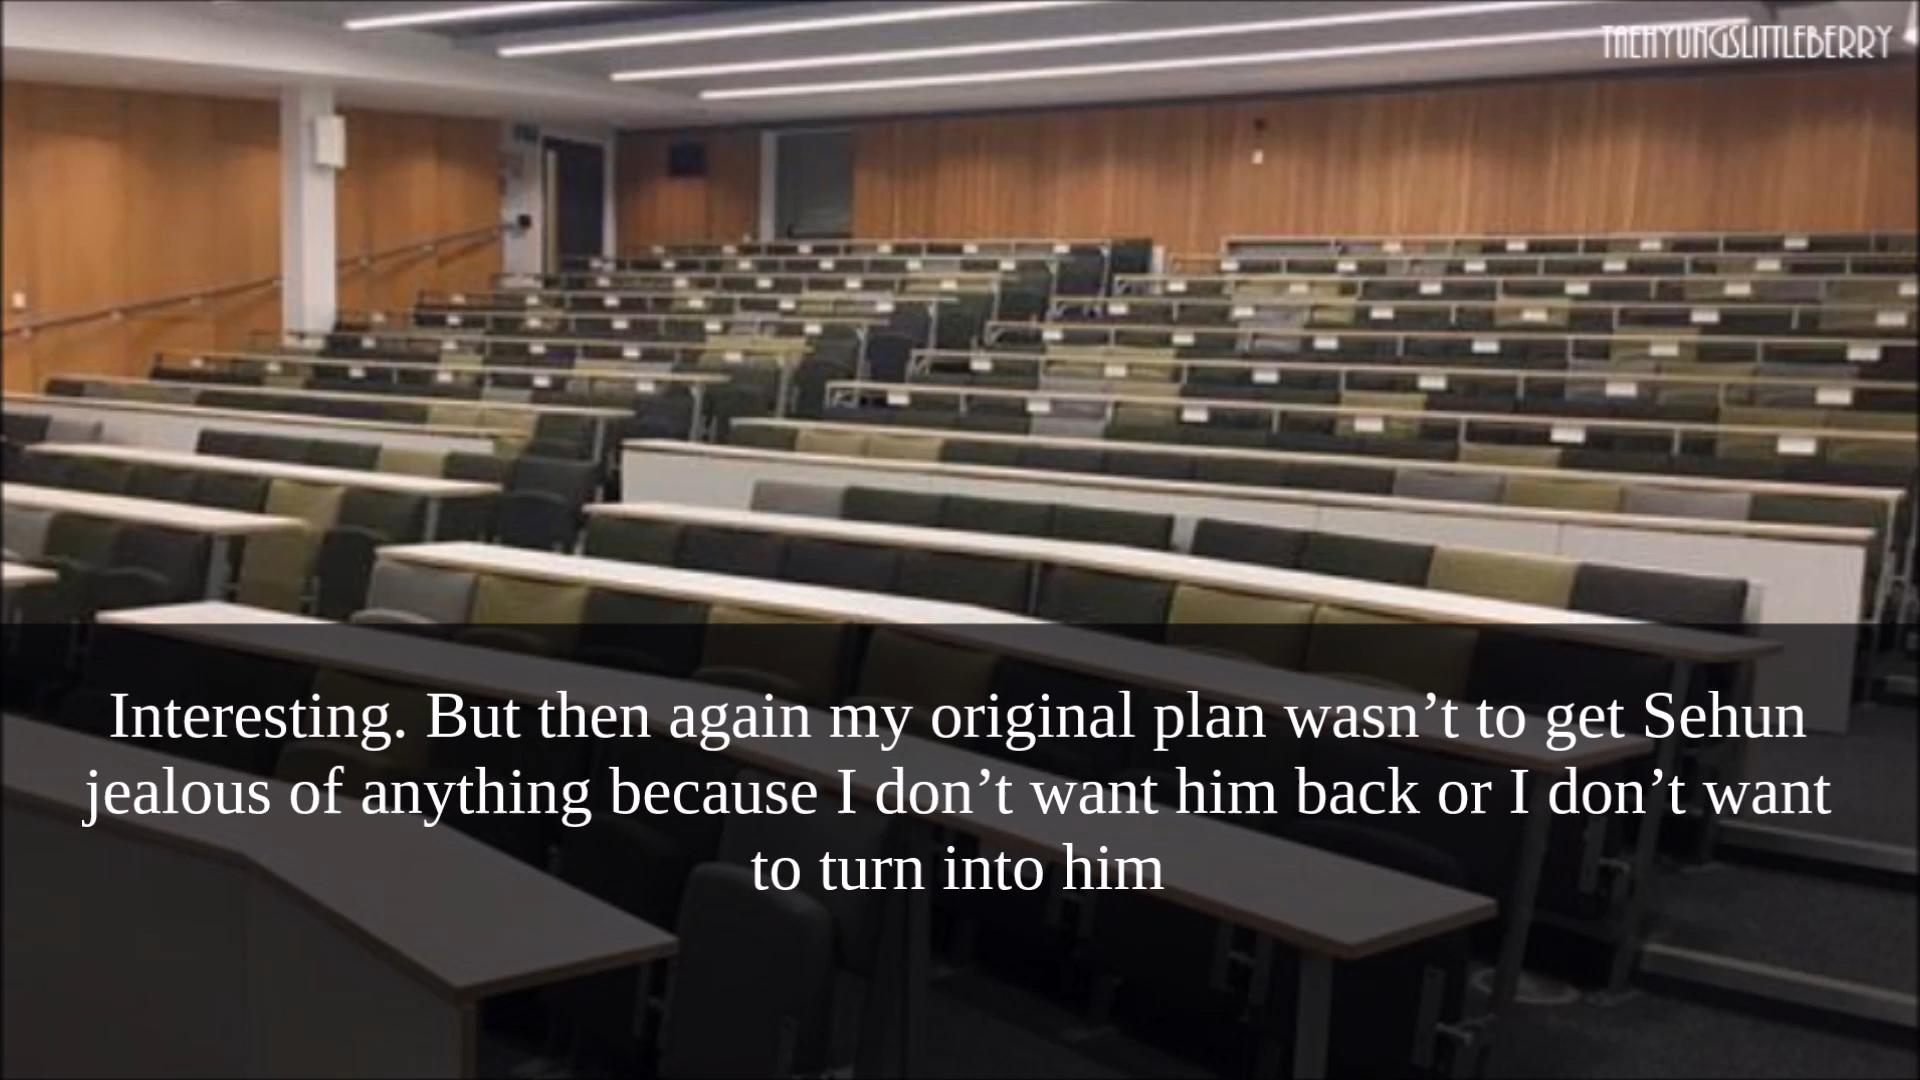 TAEHYUNGSLITTLEBERRY
Interesting. But then again my original plan wasn’t to get Sehun
jealous of anything because I don’t want him back or I don’t want
to turn into him